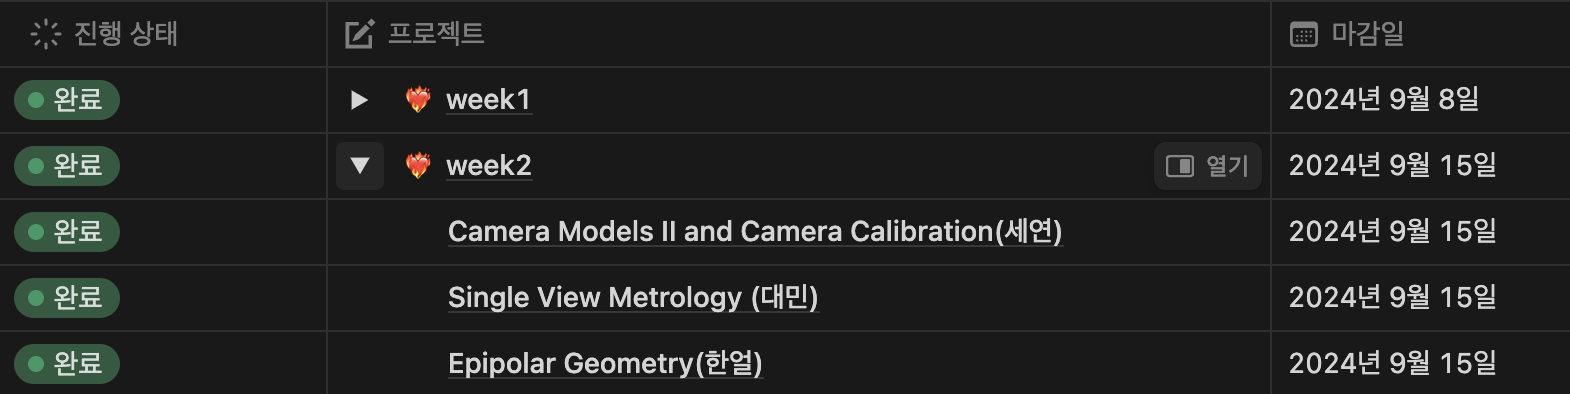 진행 상태 프로젝트 마감일
완료 week1 2024년 9월 8일
완료 week2 열기 2024년 9월 15일
완료 Camera Models II and Camera Calibration(세연) 2024년 9월 15일
완료 Single View Metrology (대민) 2024년 9월 15일
완료 Epipolar Geometry(한얼) 2024년 9월 15일